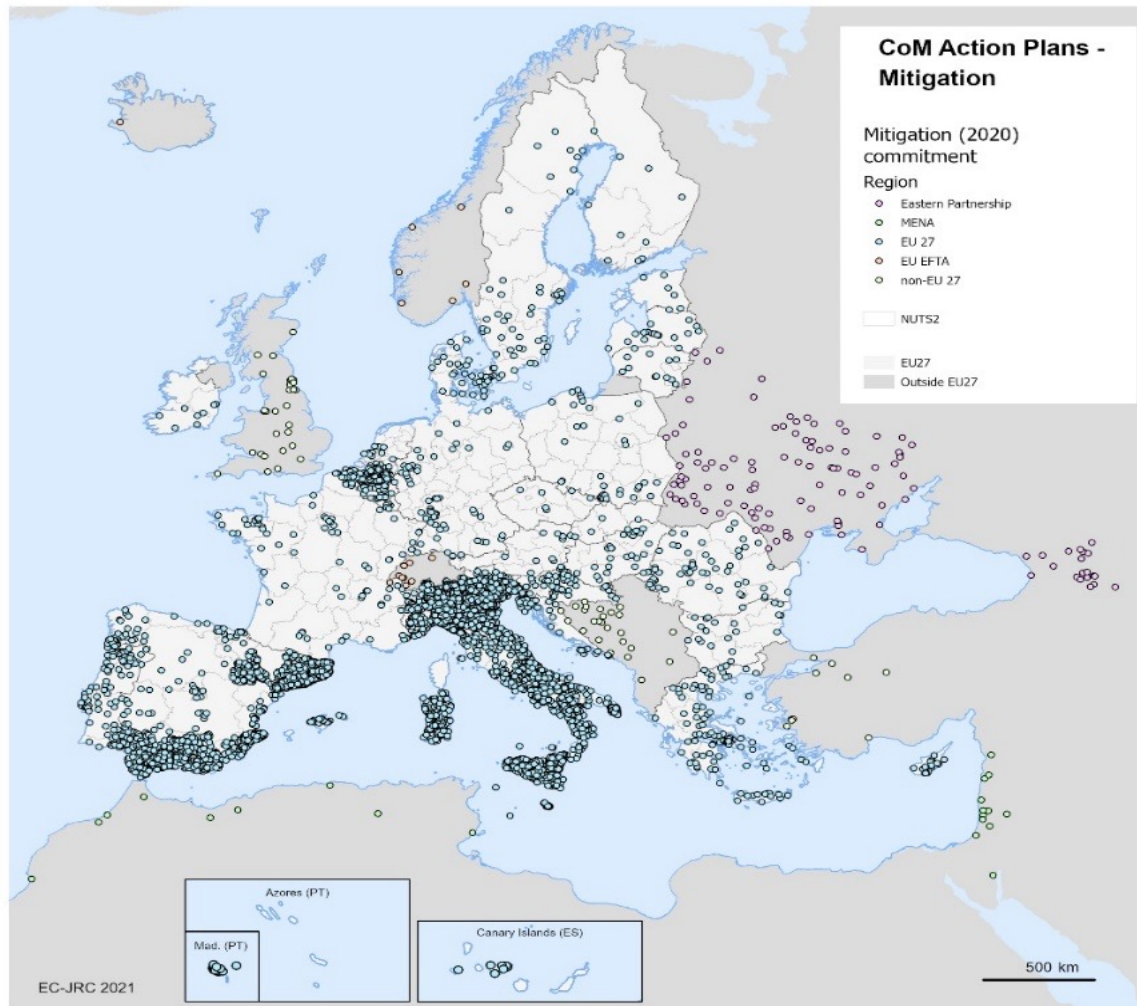 CoM Action Plans -
Mitigation
Mitigation (2020)
commitment
Region
Eastern Partnership
MENA
EU 27
EU EFTA
non-EU 27
NUTS2
EU27
Outside EU27
Azores (PT)
Mad. (PT)
Canary Islands (ES)
EC-JRC 2021
500 km